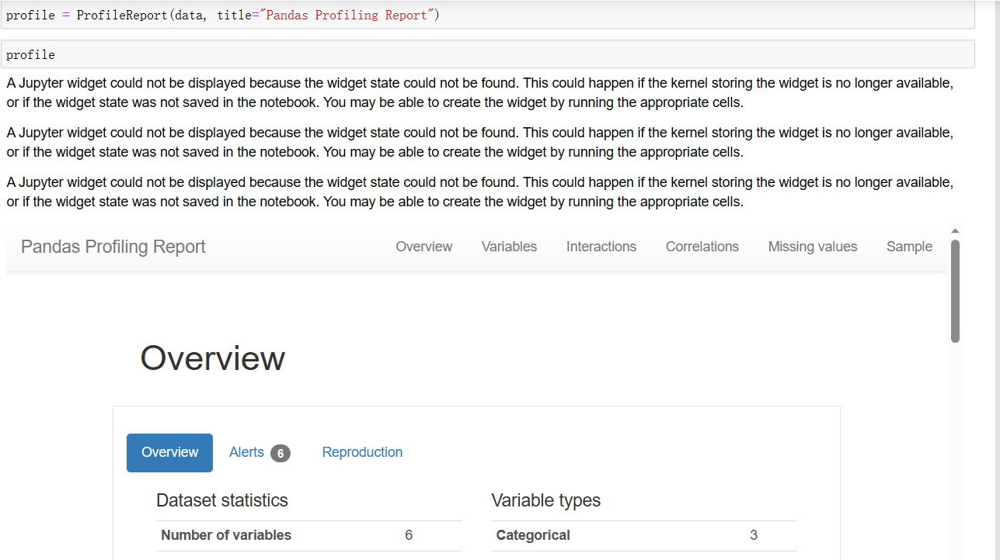 profile = ProfileReport(data, title="Pandas Profiling Report")
profile
A Jupyter widget could not be displayed because the widget state could not be found. This could happen if the kernel storing the widget is no longer available,
or if the widget state was not saved in the notebook. You may be able to create the widget by running the appropriate cells.
A Jupyter widget could not be displayed because the widget state could not be found. This could happen if the kernel storing the widget is no longer available,
or if the widget state was not saved in the notebook. You may be able to create the widget by running the appropriate cells.
A Jupyter widget could not be displayed because the widget state could not be found. This could happen if the kernel storing the widget is no longer available,
or if the widget state was not saved in the notebook. You may be able to create the widget by running the appropriate cells.
Pandas Profiling Report Overview Variables Interactions Correlations Missing values Sample
Overview
Overview Alerts 6 Reproduction
Dataset statistics Variable types
Number of variables 6 Categorical 3